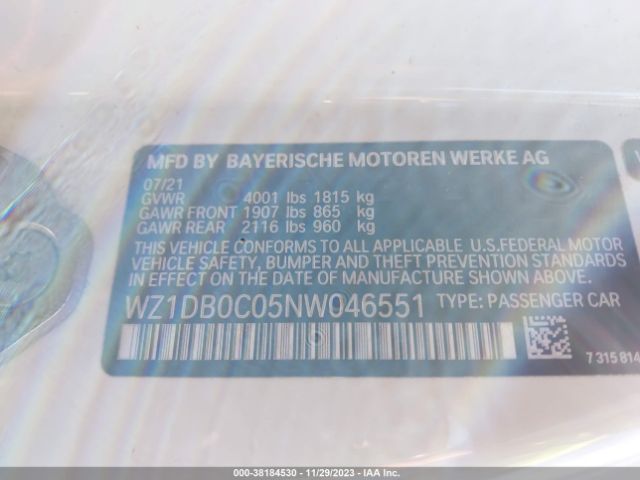 MFD BY BAYERISCHE MOTOREN WERKE AG
07/21
GVWR 4001 lbs 1815 kg
GAWR FRONT 1907 lbs 865 kg
GAWR REAR 2116 lbs 960 kg
THIS VEHICLE CONFORMS TO ALL APPLICABLE U.S.FEDERAL MOTOR
VEHICLE SAFETY, BUMPER AND THEFT PREVENTION STANDARDS
IN EFFECT ON THE DATE OF MANUFACTURE SHOWN ABOVE.
WZ1DB0C05NW046551 TYPE: PASSENGER CAR
7 315 814
000-38184530 - 11/29/2023 - IAA Inc.